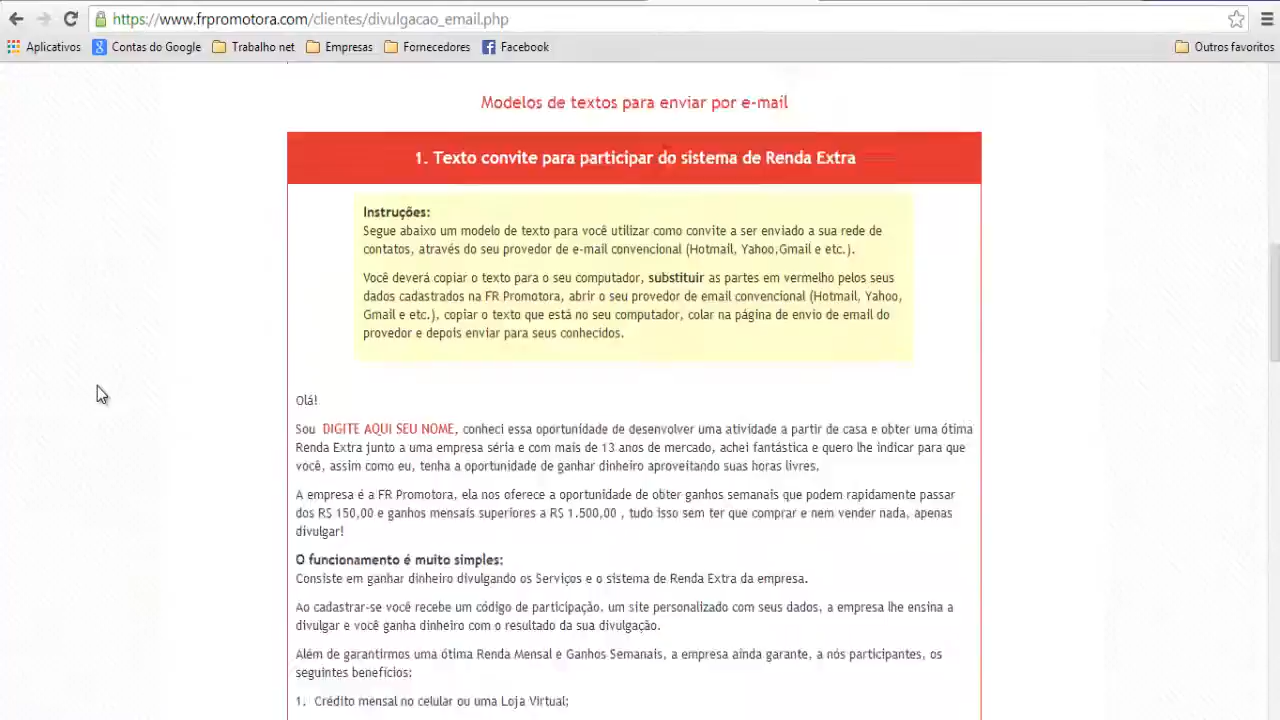 https://www.frpromotora.com/clientes/divulgacao_email.php
Aplicativos Contas do Google Trabalho net Empresas Fornecedores Facebook Outros favoritos
Modelos de textos para enviar por e-mail
1. Texto convite para participar do sistema de Renda Extra
Instruções:
Segue abaixo um modelo de texto para você utilizar como convite a ser enviado a sua rede de
contatos, através do seu provedor de e-mail convencional (Hotmail, Yahoo,Gmail e etc.).
Você deverá copiar o texto para o seu computador, substituir as partes em vermelho pelos seus
dados cadastrados na FR Promotora, abrir o seu provedor de email convencional (Hotmail, Yahoo,
Gmail e etc.), copiar o texto que está no seu computador, colar na página de envio de email do
provedor e depois enviar para seus conhecidos.
Olá!
Sou DIGITE AQUI SEU NOME, conheci essa oportunidade de desenvolver uma atividade a partir de casa e obter uma ótima
Renda Extra junto a uma empresa séria e com mais de 13 anos de mercado, achei fantástica e quero lhe indicar para que
você, assim como eu, tenha a oportunidade de ganhar dinheiro aproveitando suas horas livres.
A empresa é a FR Promotora, ela nos oferece a oportunidade de obter ganhos semanais que podem rapidamente passar
dos R$ 150,00 e ganhos mensais superiores a R$ 1.500,00 , tudo isso sem ter que comprar e nem vender nada, apenas
divulgar!
O funcionamento é muito simples:
Consiste em ganhar dinheiro divulgando os Serviços e o sistema de Renda Extra da empresa.
Ao cadastrar-se você recebe um código de participação, um site personalizado com seus dados, a empresa lhe ensina a
divulgar e você ganha dinheiro com o resultado da sua divulgação.
Além de garantirmos uma ótima Renda Mensal e Ganhos Semanais, a empresa ainda garante, a nós participantes, os
seguintes benefícios:
1. Crédito mensal no celular ou uma Loja Virtual;